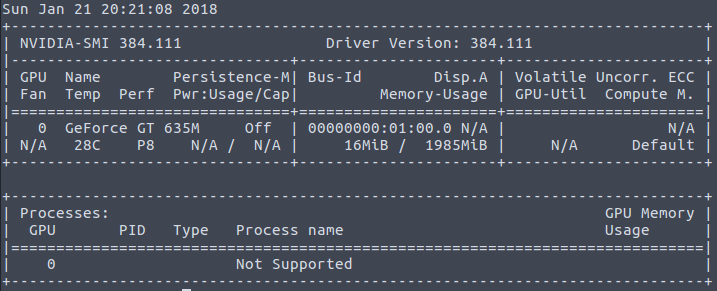 Sun Jan 21 20:21:08 2018
+-----------------------------------------------------------------------------+
| NVIDIA-SMI 384.111                Driver Version: 384.111                   |
|-------------------------------+----------------------+----------------------+
| GPU  Name        Persistence-M| Bus-Id        Disp.A | Volatile Uncorr. ECC |
| Fan  Temp  Perf  Pwr:Usage/Cap|         Memory-Usage | GPU-Util  Compute M. |
|===============================+======================+======================|
|   0  GeForce GT 635M     Off  | 00000000:01:00.0 N/A |                  N/A |
| N/A   28C    P8    N/A /  N/A |     16MiB /  1985MiB |     N/A      Default |
+-------------------------------+----------------------+----------------------+
+-----------------------------------------------------------------------------+
| Processes:                                                       GPU Memory |
|  GPU       PID   Type   Process name                             Usage      |
|=============================================================================|
|    0                    Not Supported                                       |
+-----------------------------------------------------------------------------+